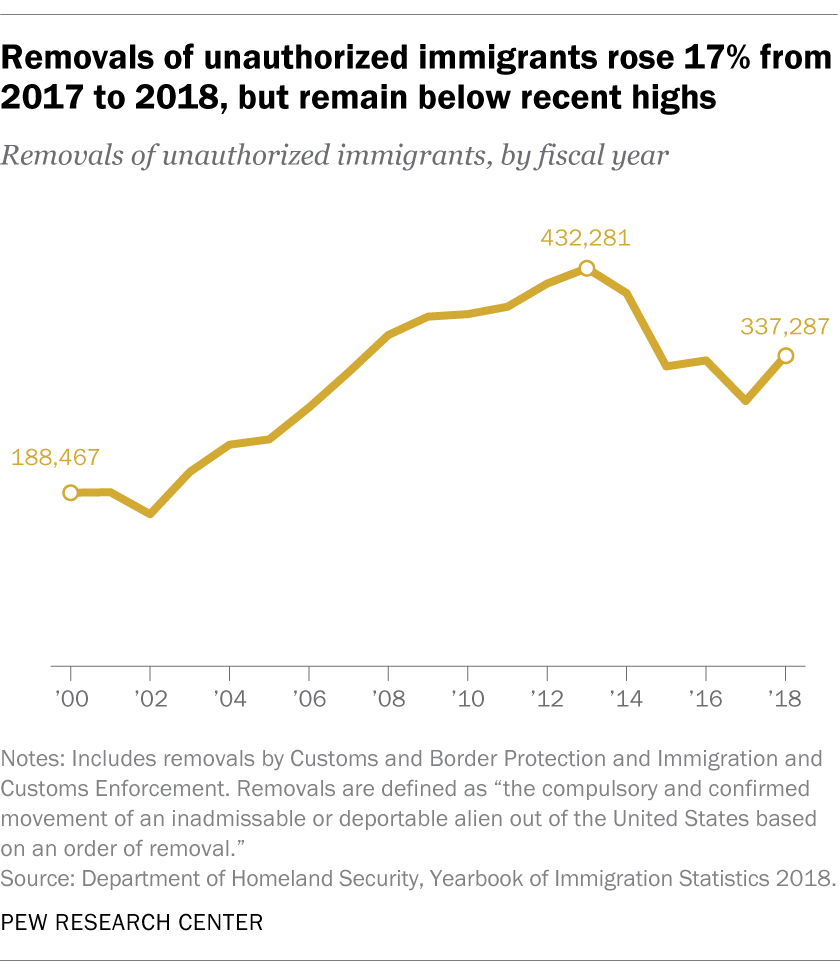 Removals of unauthorized immigrants rose 17% from
2017 to 2018, but remain below recent highs
Removals of unauthorized immigrants, by fiscal year
432,281
337,287
188,467
’00 ’02 ’04 ’06 ’08 ’10 ’12 ’14 ’16 ’18
Notes: Includes removals by Customs and Border Protection and Immigration and
Customs Enforcement. Removals are defined as “the compulsory and confirmed
movement of an inadmissable or deportable alien out of the United States based
on an order of removal.”
Source: Department of Homeland Security, Yearbook of Immigration Statistics 2018.
PEW RESEARCH CENTER